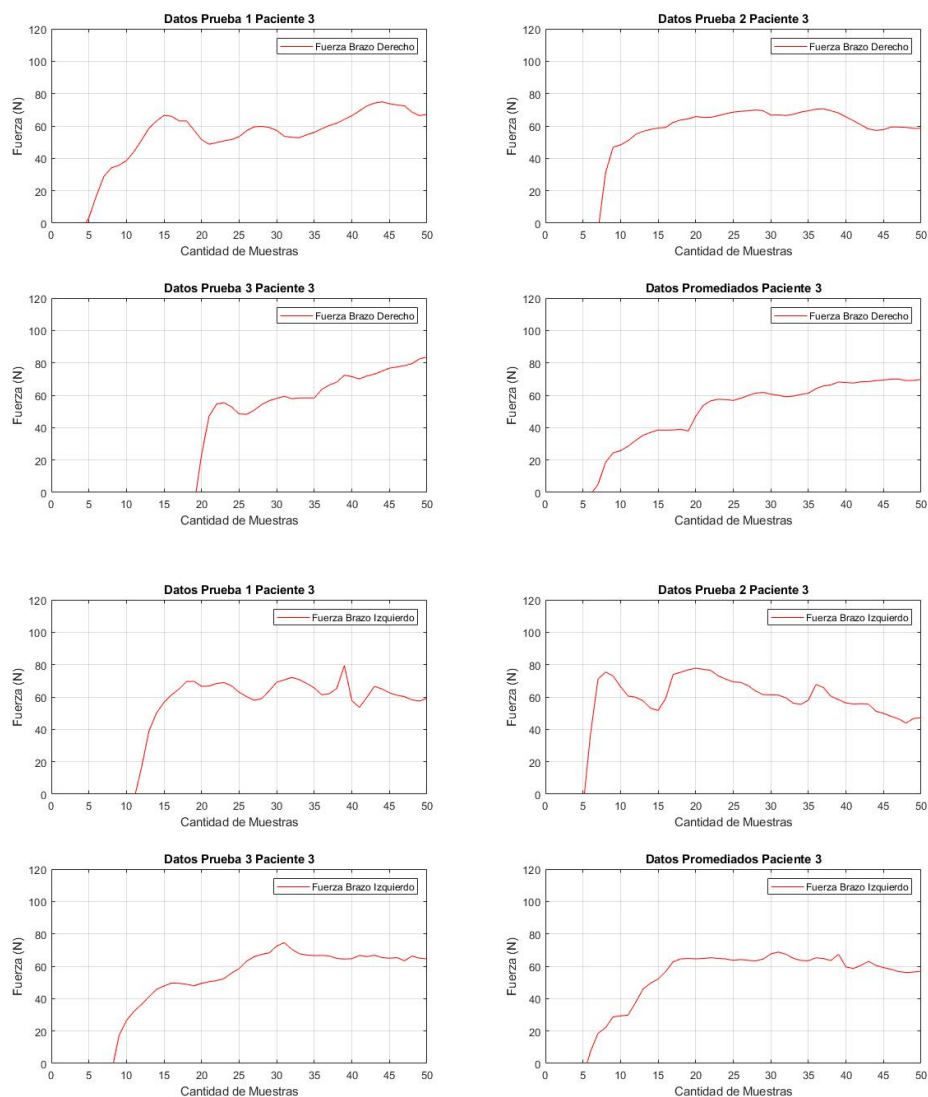 Datos Prueba 1 Paciente 3
Fuerza Brazo Derecho
Fuerza (N)
120
100
80
60
40
20
0
0 5 10 15 20 25 30 35 40 45 50
Cantidad de Muestras
Datos Prueba 2 Paciente 3
Fuerza Brazo Derecho
Fuerza (N)
120
100
80
60
40
20
0
0 5 10 15 20 25 30 35 40 45 50
Cantidad de Muestras
Datos Prueba 3 Paciente 3
Fuerza Brazo Derecho
Fuerza (N)
120
100
80
60
40
20
0
0 5 10 15 20 25 30 35 40 45 50
Cantidad de Muestras
Datos Promediados Paciente 3
Fuerza Brazo Derecho
Fuerza (N)
120
100
80
60
40
20
0
0 5 10 15 20 25 30 35 40 45 50
Cantidad de Muestras
Datos Prueba 1 Paciente 3
Fuerza Brazo Izquierdo
Fuerza (N)
120
100
80
60
40
20
0
0 5 10 15 20 25 30 35 40 45 50
Cantidad de Muestras
Datos Prueba 2 Paciente 3
Fuerza Brazo Izquierdo
Fuerza (N)
120
100
80
60
40
20
0
0 5 10 15 20 25 30 35 40 45 50
Cantidad de Muestras
Datos Prueba 3 Paciente 3
Fuerza Brazo Izquierdo
Fuerza (N)
120
100
80
60
40
20
0
0 5 10 15 20 25 30 35 40 45 50
Cantidad de Muestras
Datos Promediados Paciente 3
Fuerza Brazo Izquierdo
Fuerza (N)
120
100
80
60
40
20
0
0 5 10 15 20 25 30 35 40 45 50
Cantidad de Muestras